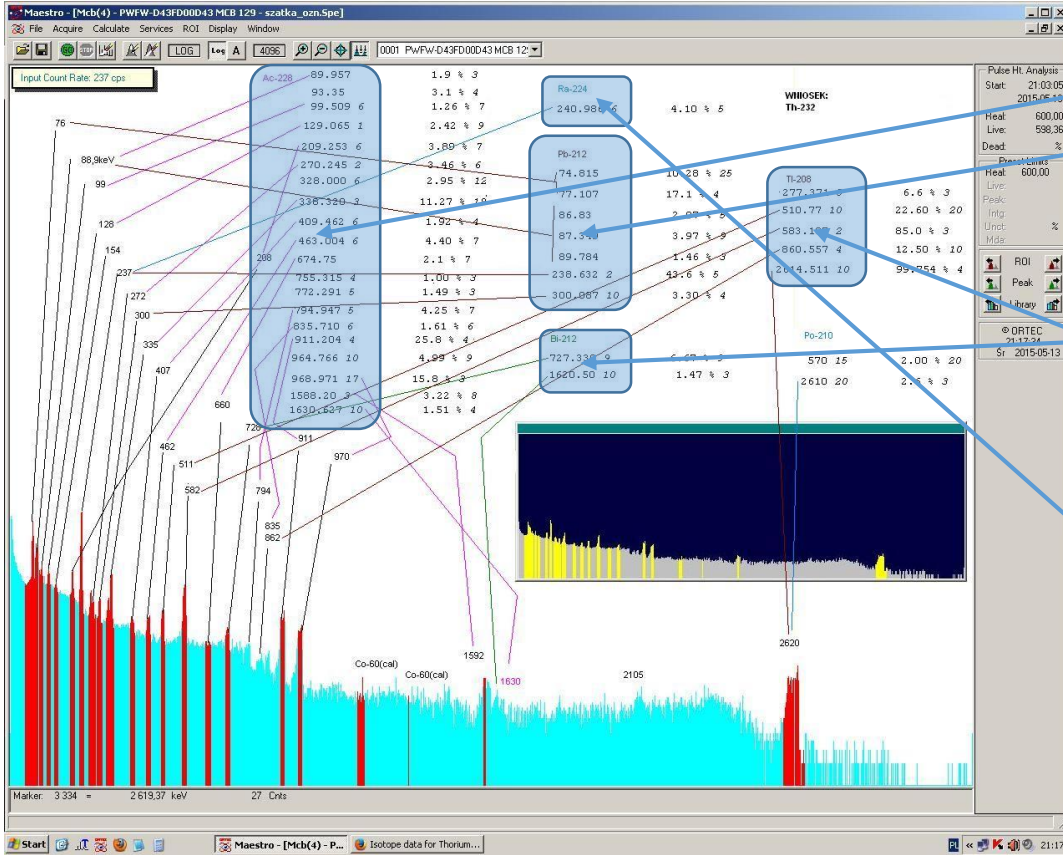 Maestro - [Mcb(4) - PWFW-D43FD00D43 MCB 129 - szatka_ozn.Spe]
File Acquire Calculate Services ROI Display Window
LOG Log A 4096 0001 PWFW-D43FD00D43 MCB 12
Input Count Rate: 237 cps
Ac-228
89.957 1.9 % 3
93.35 3.1 % 4
99.509 6 1.26 % 7
129.065 1 2.42 % 9
209.253 6 3.89 % 7
270.245 2 3.46 % 6
328.000 6 2.95 % 12
338.320 3 11.27 %
409.462 6 1.92 % 4
463.004 6 4.40 % 7
674.75 2.1 % 7
755.315 4 1.00 % 3
772.291 5 1.49 % 3
794.947 5 4.25 % 7
835.710 6 1.61 % 6
911.204 4 25.8 % 4
964.766 10 4.99 % 9
968.971 17 15.8 % 3
1588.20 3 3.22 % 8
1630.627 10 1.51 % 4
Ra-224
240.986 6 4.10 % 5
Pb-212
74.815 10.28 % 25
77.107 17.1 % 4
86.83 % 5
3.97 % 9
89.784 1.46 % 3
238.632 2 43.6 % 5
300.087 10 3.30 % 4
Bi-212
9
1620.50 10 1.47 % 3
WNIOSEK:
Th-232
Tl-208
277.371 6.6 % 3
510.77 10 22.60 % 20
2 85.0 % 3
860.557 4 12.50 % 10
2614.511 10 99.754 % 4
Po-210
570 15 2.00 % 20
2610 20 % 3
76
88,9keV
99
128
154
237
272
300
335
407
208
660
728
911
970
462
511
582
794
835
862
1592
1630
Co-60(cal)
Co-60(cal)
2105
2620
Pulse Ht. Analysis
Start: 21:03:05
2015-05-13
Real: 600,00
Live: 598,36
Dead: %
Preset Limits
Real: 600,00
Live:
Peak:
Intg:
Unct: %
Mda:
ROI
Peak
Library
© ORTEC
21:17:24
Śr 2015-05-13
Marker: 3 334 = 2 619,37 keV 27 Cnts
Start
Maestro - [Mcb(4) - P...
Isotope data for Thorium...
PL
21:17